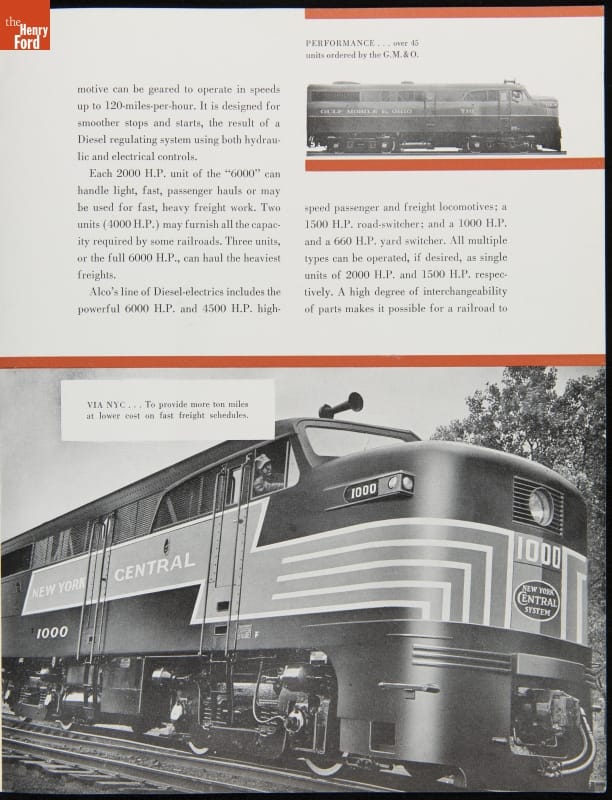 the
Henry
Ford
motive can be geared to operate in speeds
up to 120-miles-per-hour. It is designed for
smoother stops and starts, the result of a
Diesel regulating system using both hydrau-
lic and electrical controls.
Each 2000 H.P. unit of the “6000” can
handle light, fast, passenger hauls or may
be used for fast, heavy freight work. Two
units (4000 H.P.) may furnish all the capac-
ity required by some railroads. Three units,
or the full 6000 H.P., can haul the heaviest
freights.
Alco's line of Diesel-electrics includes the
powerful 6000 H.P. and 4500 H.P. high-
PERFORMANCE . . . over 45
units ordered by the G.M.&O.
GULF MOBILE & OHIO
speed passenger and freight locomotives; a
1500 H.P. road-switcher; and a 1000 H.P.
and a 660 H.P. yard switcher. All multiple
types can be operated, if desired, as single
units of 2000 H.P. and 1500 H.P. respec-
tively. A high degree of interchangeability
of parts makes it possible for a railroad to
VIA NYC . . . To provide more ton miles
at lower cost on fast freight schedules.
1000
1000
NEW YORK CENTRAL
NEW YORK
CENTRAL
SYSTEM
1000
F